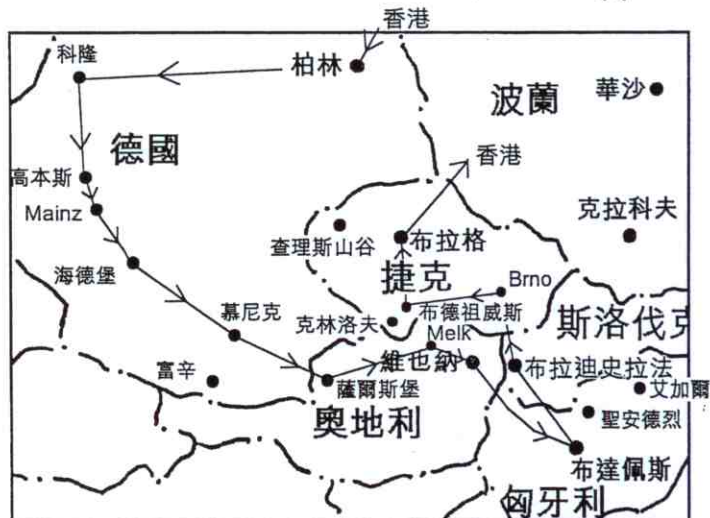 香港
科隆
柏林
波蘭
華沙
德國
香港
高本斯
Mainz
克拉科夫
查理斯山谷
布拉格
海德堡
捷克
Brno
慕尼克
克林洛夫
布德祖威斯
斯洛伐克
Melk
維也納
布拉迪史拉法
富辛
薩爾斯堡
艾加爾
奧地利
聖安德烈
布達佩斯
匈牙利